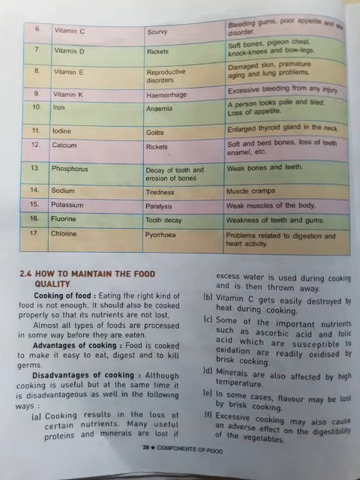 6. Vitamin C Scurvy Bleeding gums, poor appetite and
disorder.
7. Vitamin D Rickets Soft bones, pigeon chest,
knock-knees and bow-legs.
8. Vitamin E Reproductive Damaged skin, premature
disorders aging and lung problems.
9. Vitamin K Haemorrhage Excessive bleeding from any injury.
10. Iron Anaemia A person looks pale and tired.
Loss of appetite.
11. Iodine Goitre Enlarged thyroid gland in the neck.
12. Calcium Rickets Soft and bent bones, loss of teeth
enamel, etc.
13. Phosphorus Decay of tooth and Weak bones and teeth.
erosion of bones
14. Sodium Tiredness Muscle cramps
15. Potassium Paralysis Weak muscles of the body.
16. Fluorine Tooth decay Weakness of teeth and gums.
17. Chlorine Pyorrhoea Problems related to digestion and
heart activity.
2.4 HOW TO MAINTAIN THE FOOD
QUALITY
Cooking of food : Eating the right kind of
food is not enough. It should also be cooked
properly so that its nutrients are not lost.
Almost all types of foods are processed
in some way before they are eaten.
Advantages of cooking : Food is cooked
to make it easy to eat, digest and to kill
germs.
Disadvantages of cooking : Although
cooking is useful but at the same time it
is disadvantageous as well in the following
ways :
(a) Cooking results in the loss of
certain nutrients. Many useful
proteins and minerals are lost if
excess water is used during cooking
and is then thrown away.
(b) Vitamin C gets easily destroyed by
heat during cooking.
(c) Some of the important nutrients
such as ascorbic acid and folic
acid which are susceptible to
oxidation are readily oxidised by
brisk cooking.
(d) Minerals are also affected by high
temperature.
(e) In some cases, flavour may be lost
by brisk cooking.
(f) Excessive cooking may also cause
an adverse effect on the digestibility
of the vegetables.
28 ◆ COMPONENTS OF FOOD